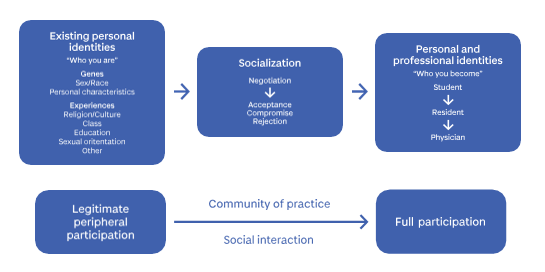 Existing personal
identities
“Who you are”
Genes
Sex/Race
Personal characteristics
Experiences
Religion/Culture
Class
Education
Sexual oritentation
Other
Socialization
Negotiation
Acceptance
Compromise
Rejection
Personal and
professional identities
“Who you become”
Student
Resident
Physician
Legitimate
peripheral
participation
Community of practice
Social interaction
Full participation